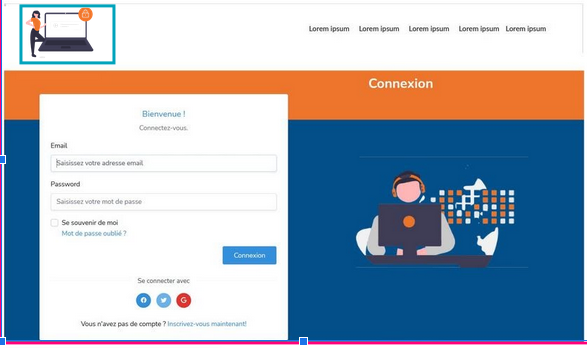 Lorem ipsum Lorem ipsum Lorem ipsum Lorem ipsum Lorem ipsum
Connexion
Bienvenue !
Connectez-vous.
Email
Saisissez votre adresse email
Password
Saisissez votre mot de passe
Se souvenir de moi
Mot de passe oublié ?
Connexion
Se connecter avec
G
Vous n'avez pas de compte ? Inscrivez-vous maintenant!